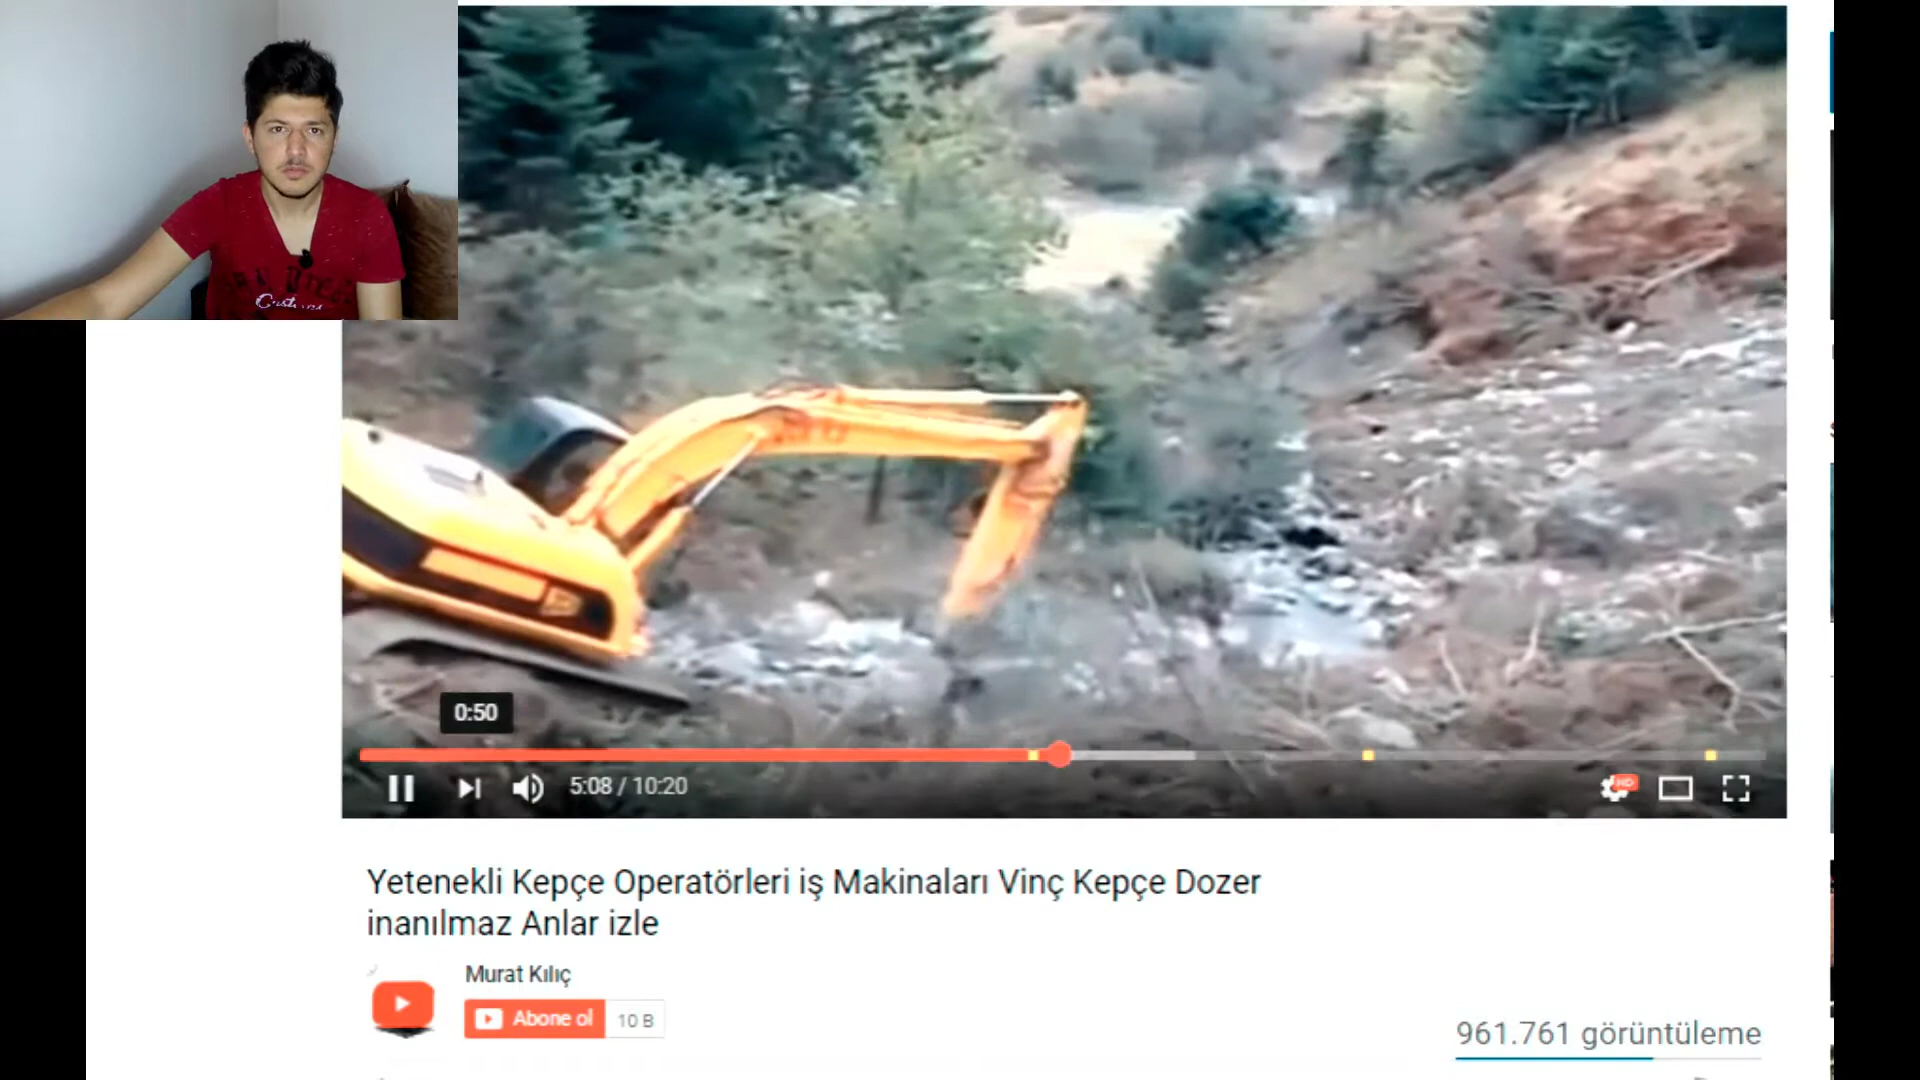 0:50
5:08 / 10:20
HD
Yetenekli Kepçe Operatörleri iş Makinaları Vinç Kepçe Dozer
inanılmaz Anlar izle
Murat Kılıç
Abone ol
10 B
961.761 görüntüleme